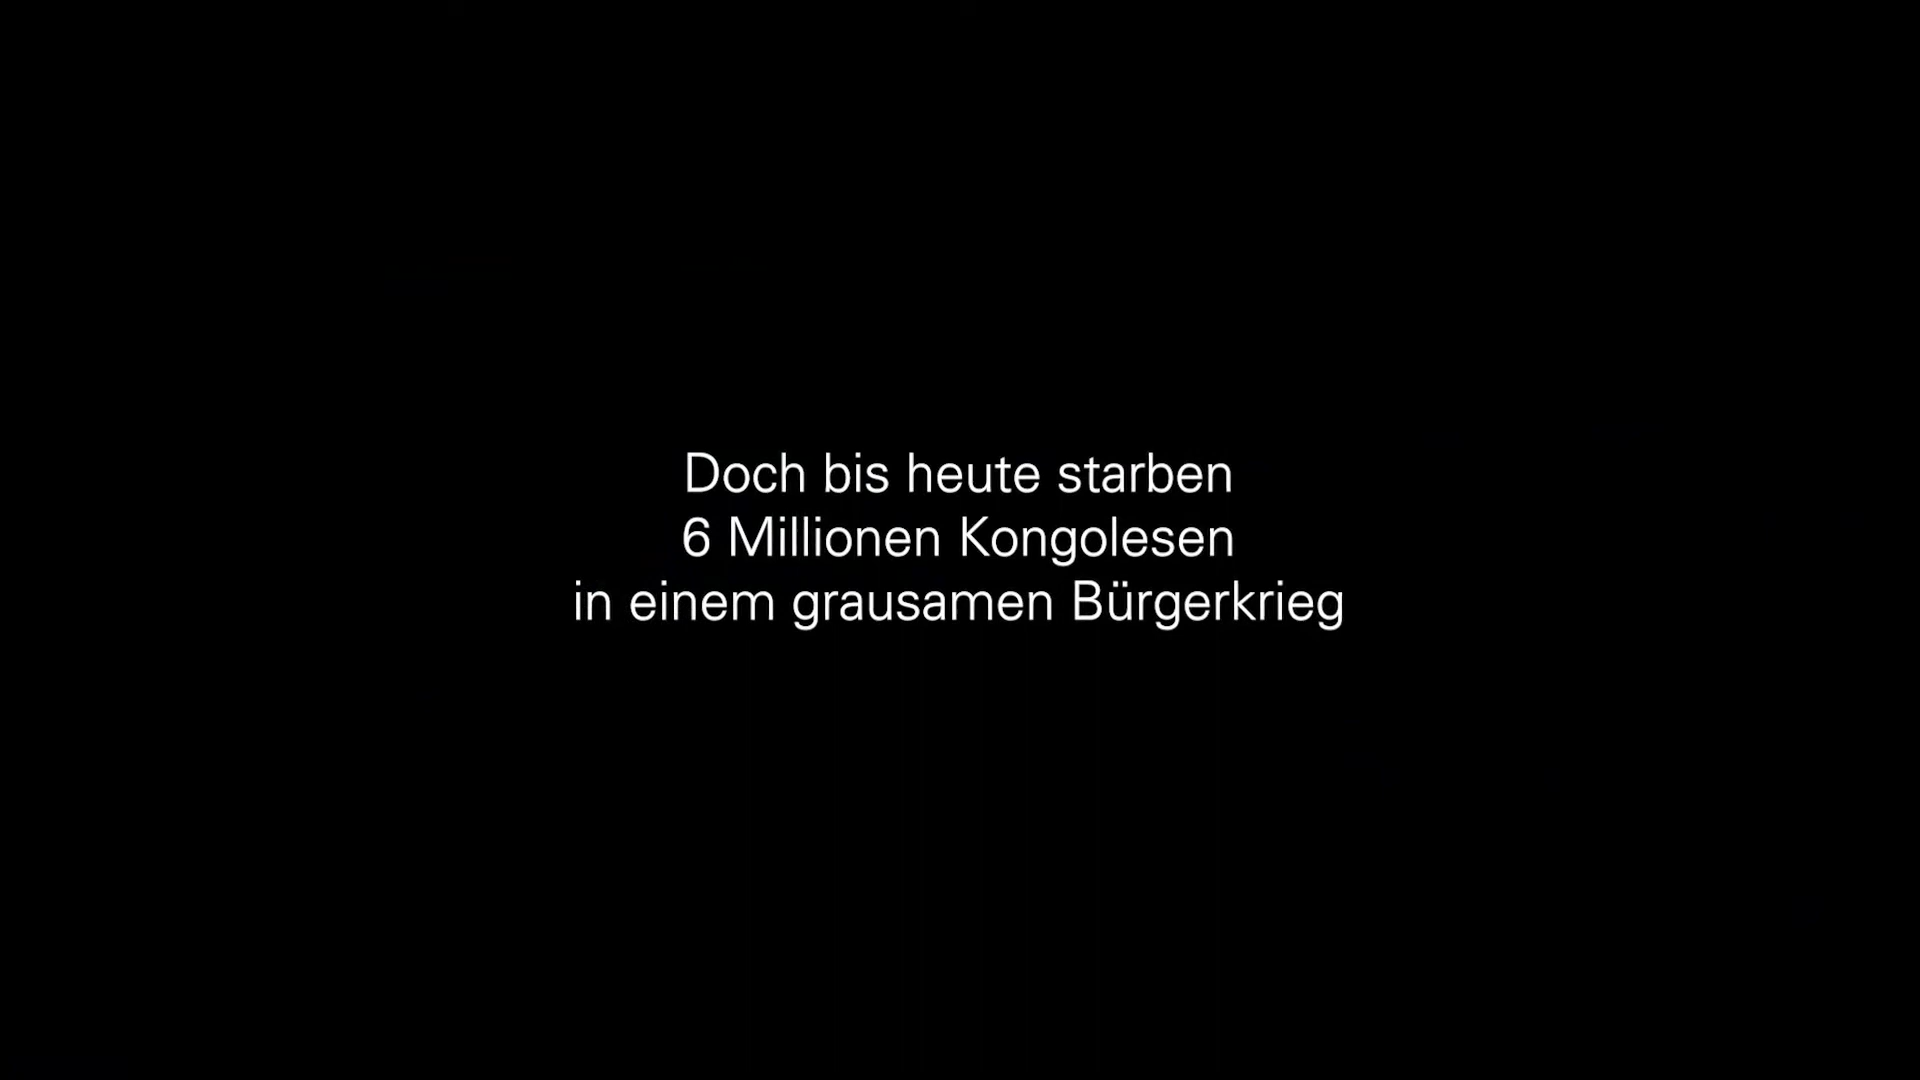 Doch bis heute starben
6 Millionen Kongolesen
in einem grausamen Bürgerkrieg